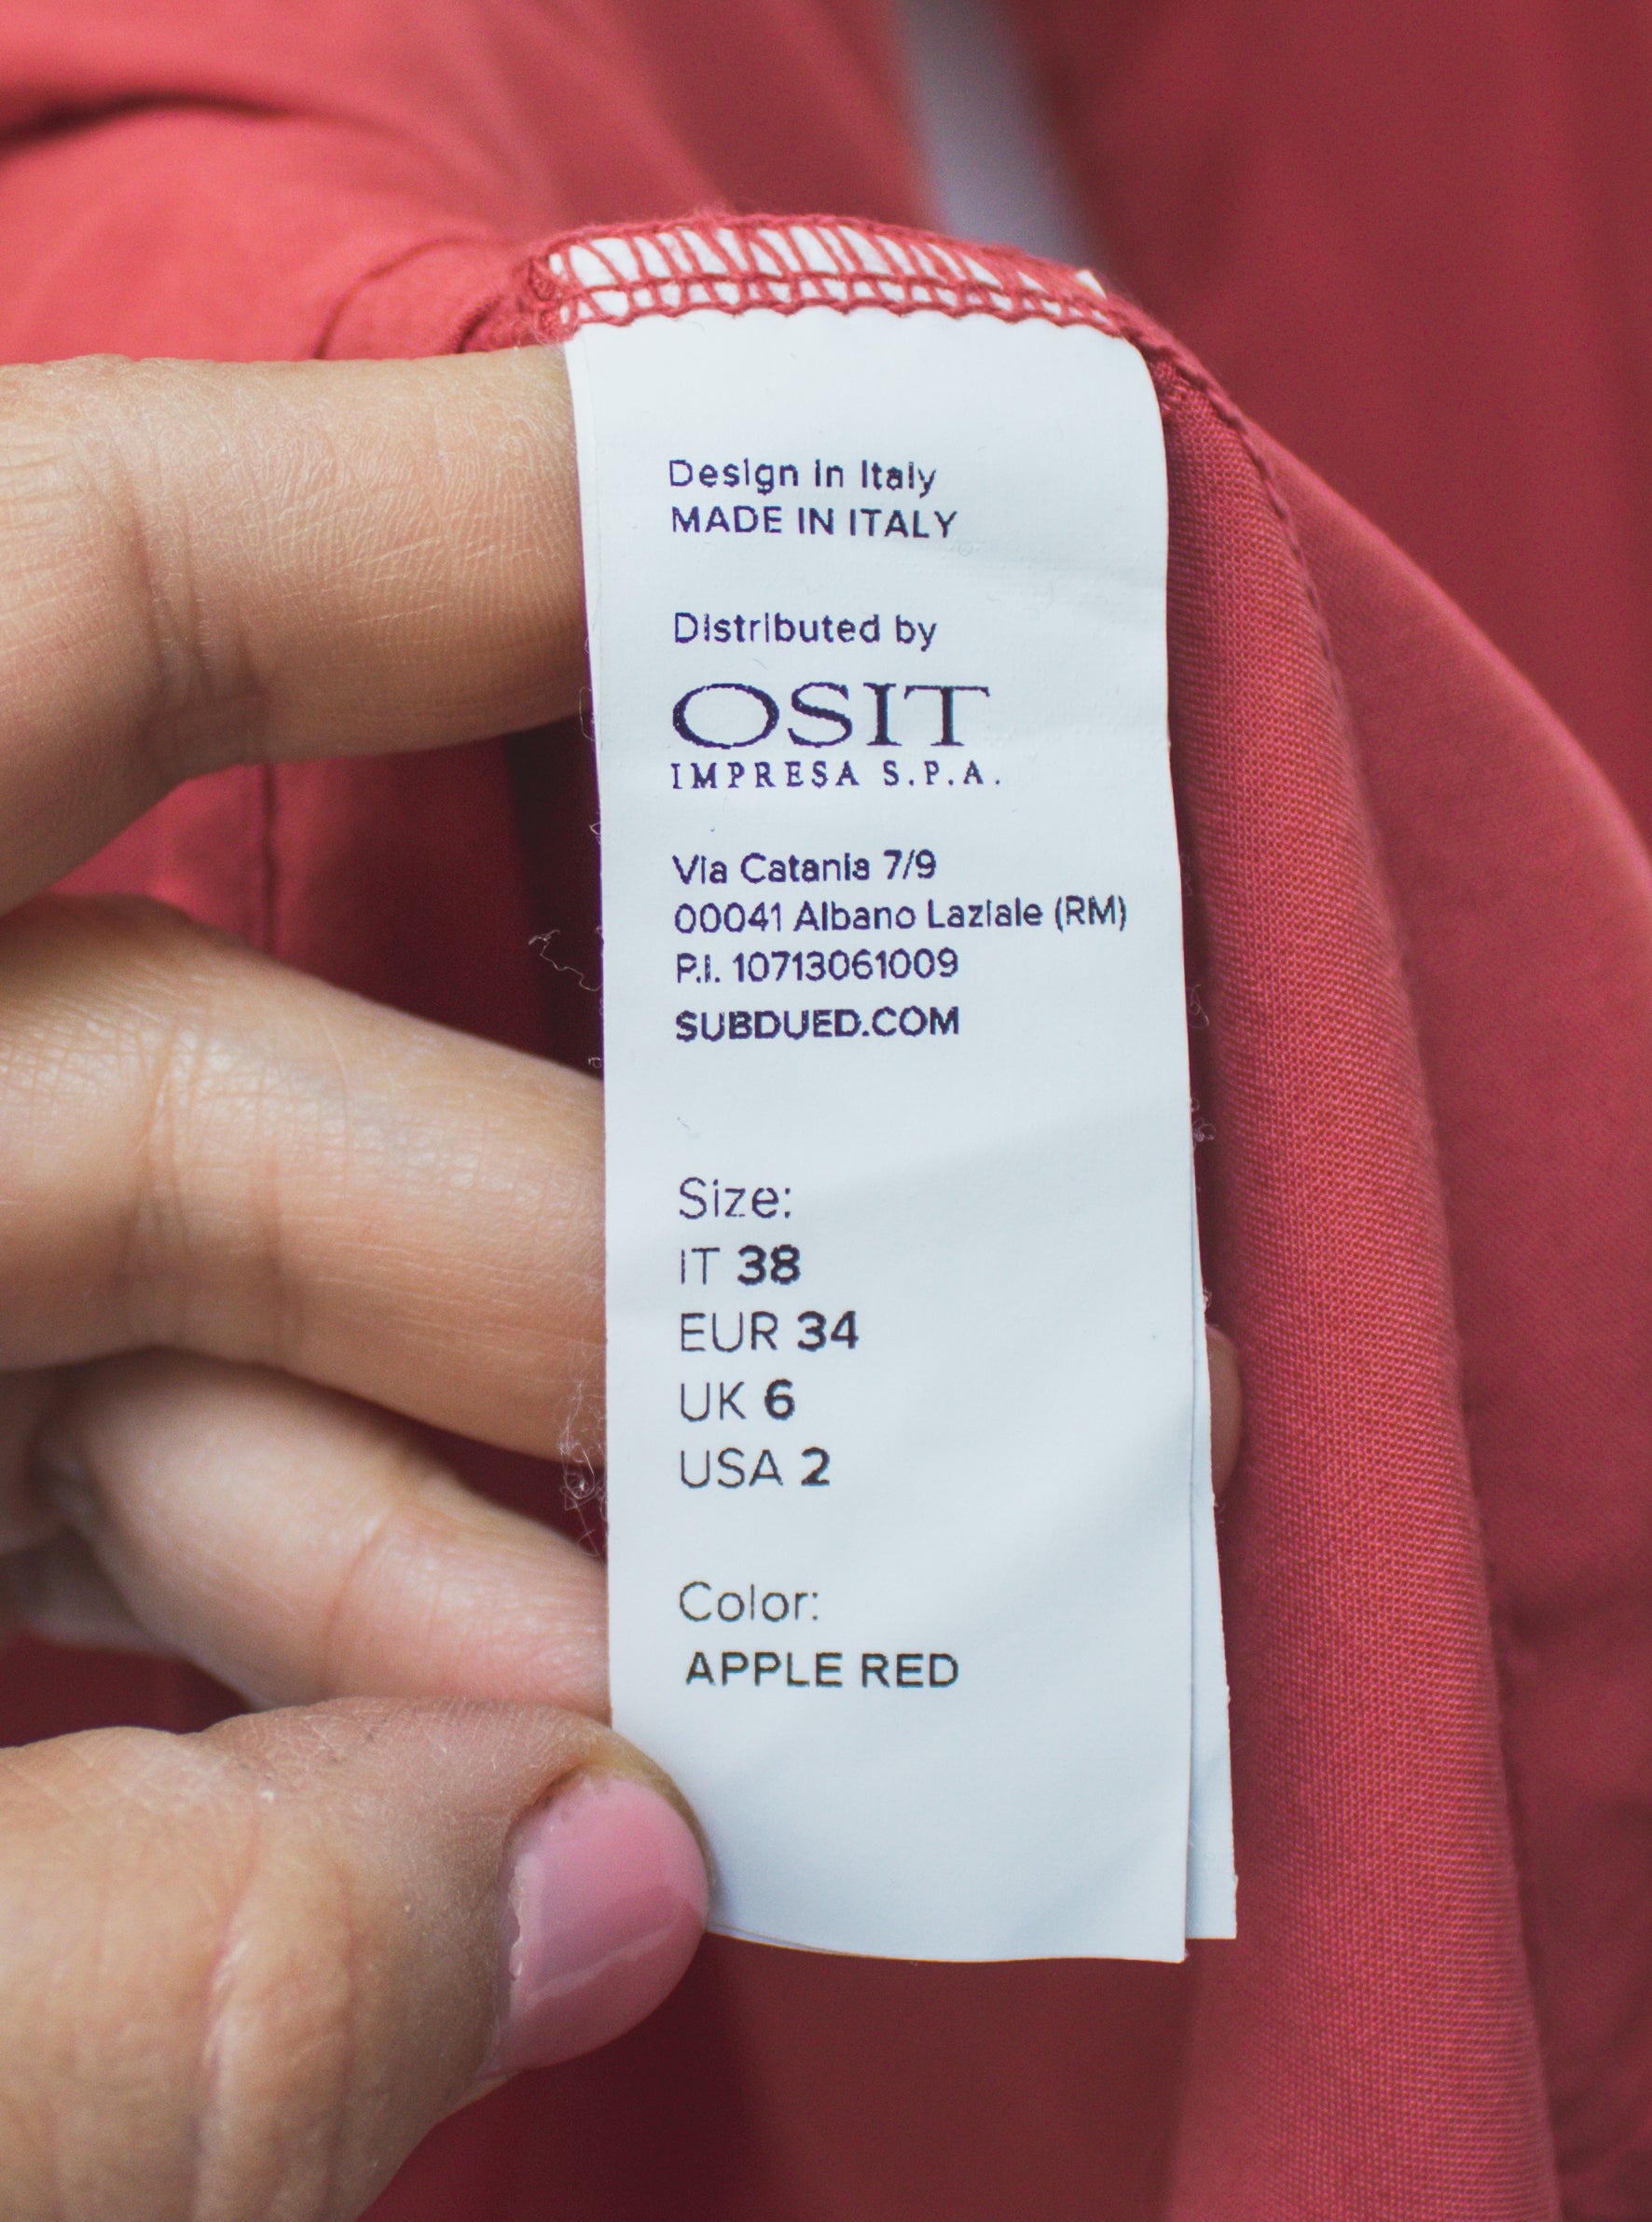 Design in Italy
MADE IN ITALY
Distributed by
OSIT
IMPRESA S.P.A.
Via Catania 7/9
00041 Albano Laziale (RM)
P.I. 10713061009
SUBDUED.COM
Size:
IT 38
EUR 34
UK 6
USA 2
Color:
APPLE RED